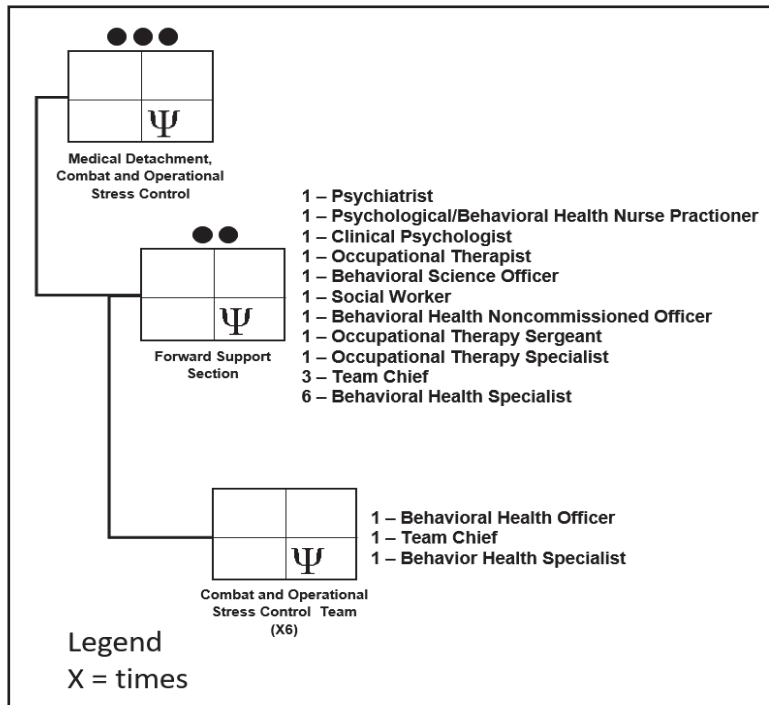 Ψ
Medical Detachment,
Combat and Operational
Stress Control
Ψ
Forward Support
Section
1 – Psychiatrist
1 – Psychological/Behavioral Health Nurse Practioner
1 – Clinical Psychologist
1 – Occupational Therapist
1 – Behavioral Science Officer
1 – Social Worker
1 – Behavioral Health Noncommissioned Officer
1 – Occupational Therapy Sergeant
1 – Occupational Therapy Specialist
3 – Team Chief
6 – Behavioral Health Specialist
Ψ
Combat and Operational
Stress Control Team
(X6)
1 – Behavioral Health Officer
1 – Team Chief
1 – Behavior Health Specialist
Legend
X = times